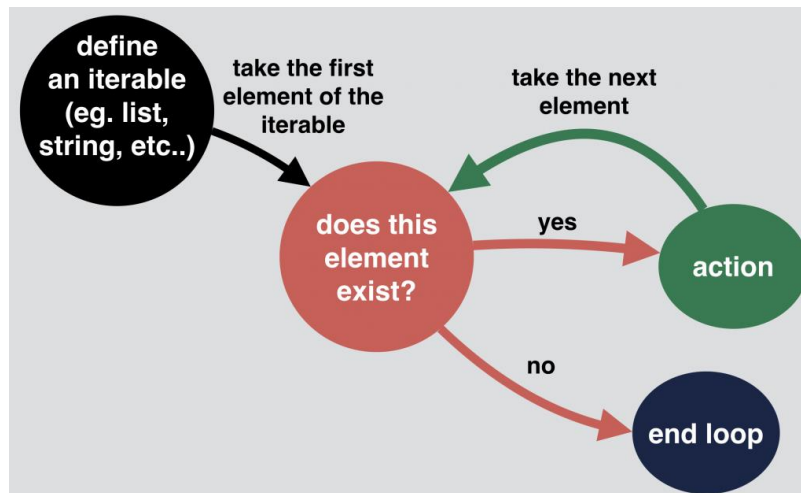 define
an iterable
(eg. list,
string, etc..)
take the first
element of the
iterable
take the next
element
does this
element
exist?
yes
action
no
end loop